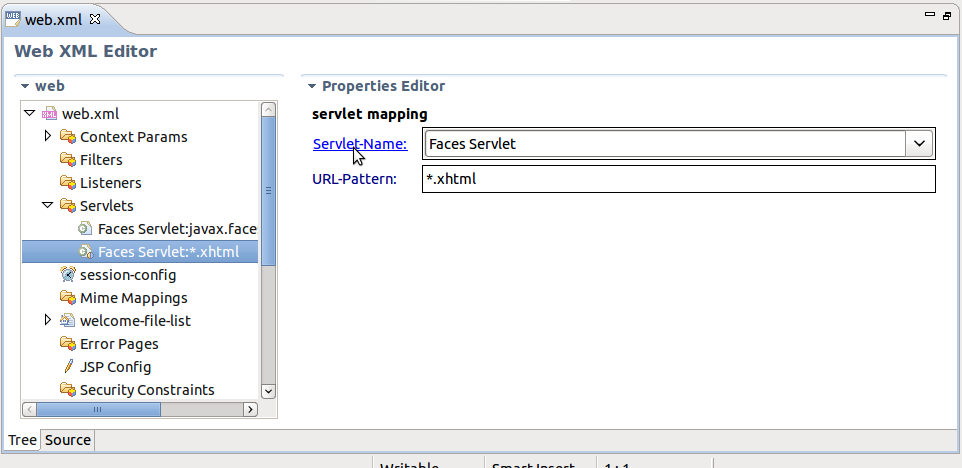 web.xml
Web XML Editor
web
web.xml
Context Params
Filters
Listeners
Servlets
Faces Servlet:javax.face
Faces Servlet:*.xhtml
session-config
Mime Mappings
welcome-file-list
Error Pages
JSP Config
Security Constraints
Properties Editor
servlet mapping
Servlet-Name: Faces Servlet
URL-Pattern: *.xhtml
Tree Source
Writable Smart Insert 1 : 1